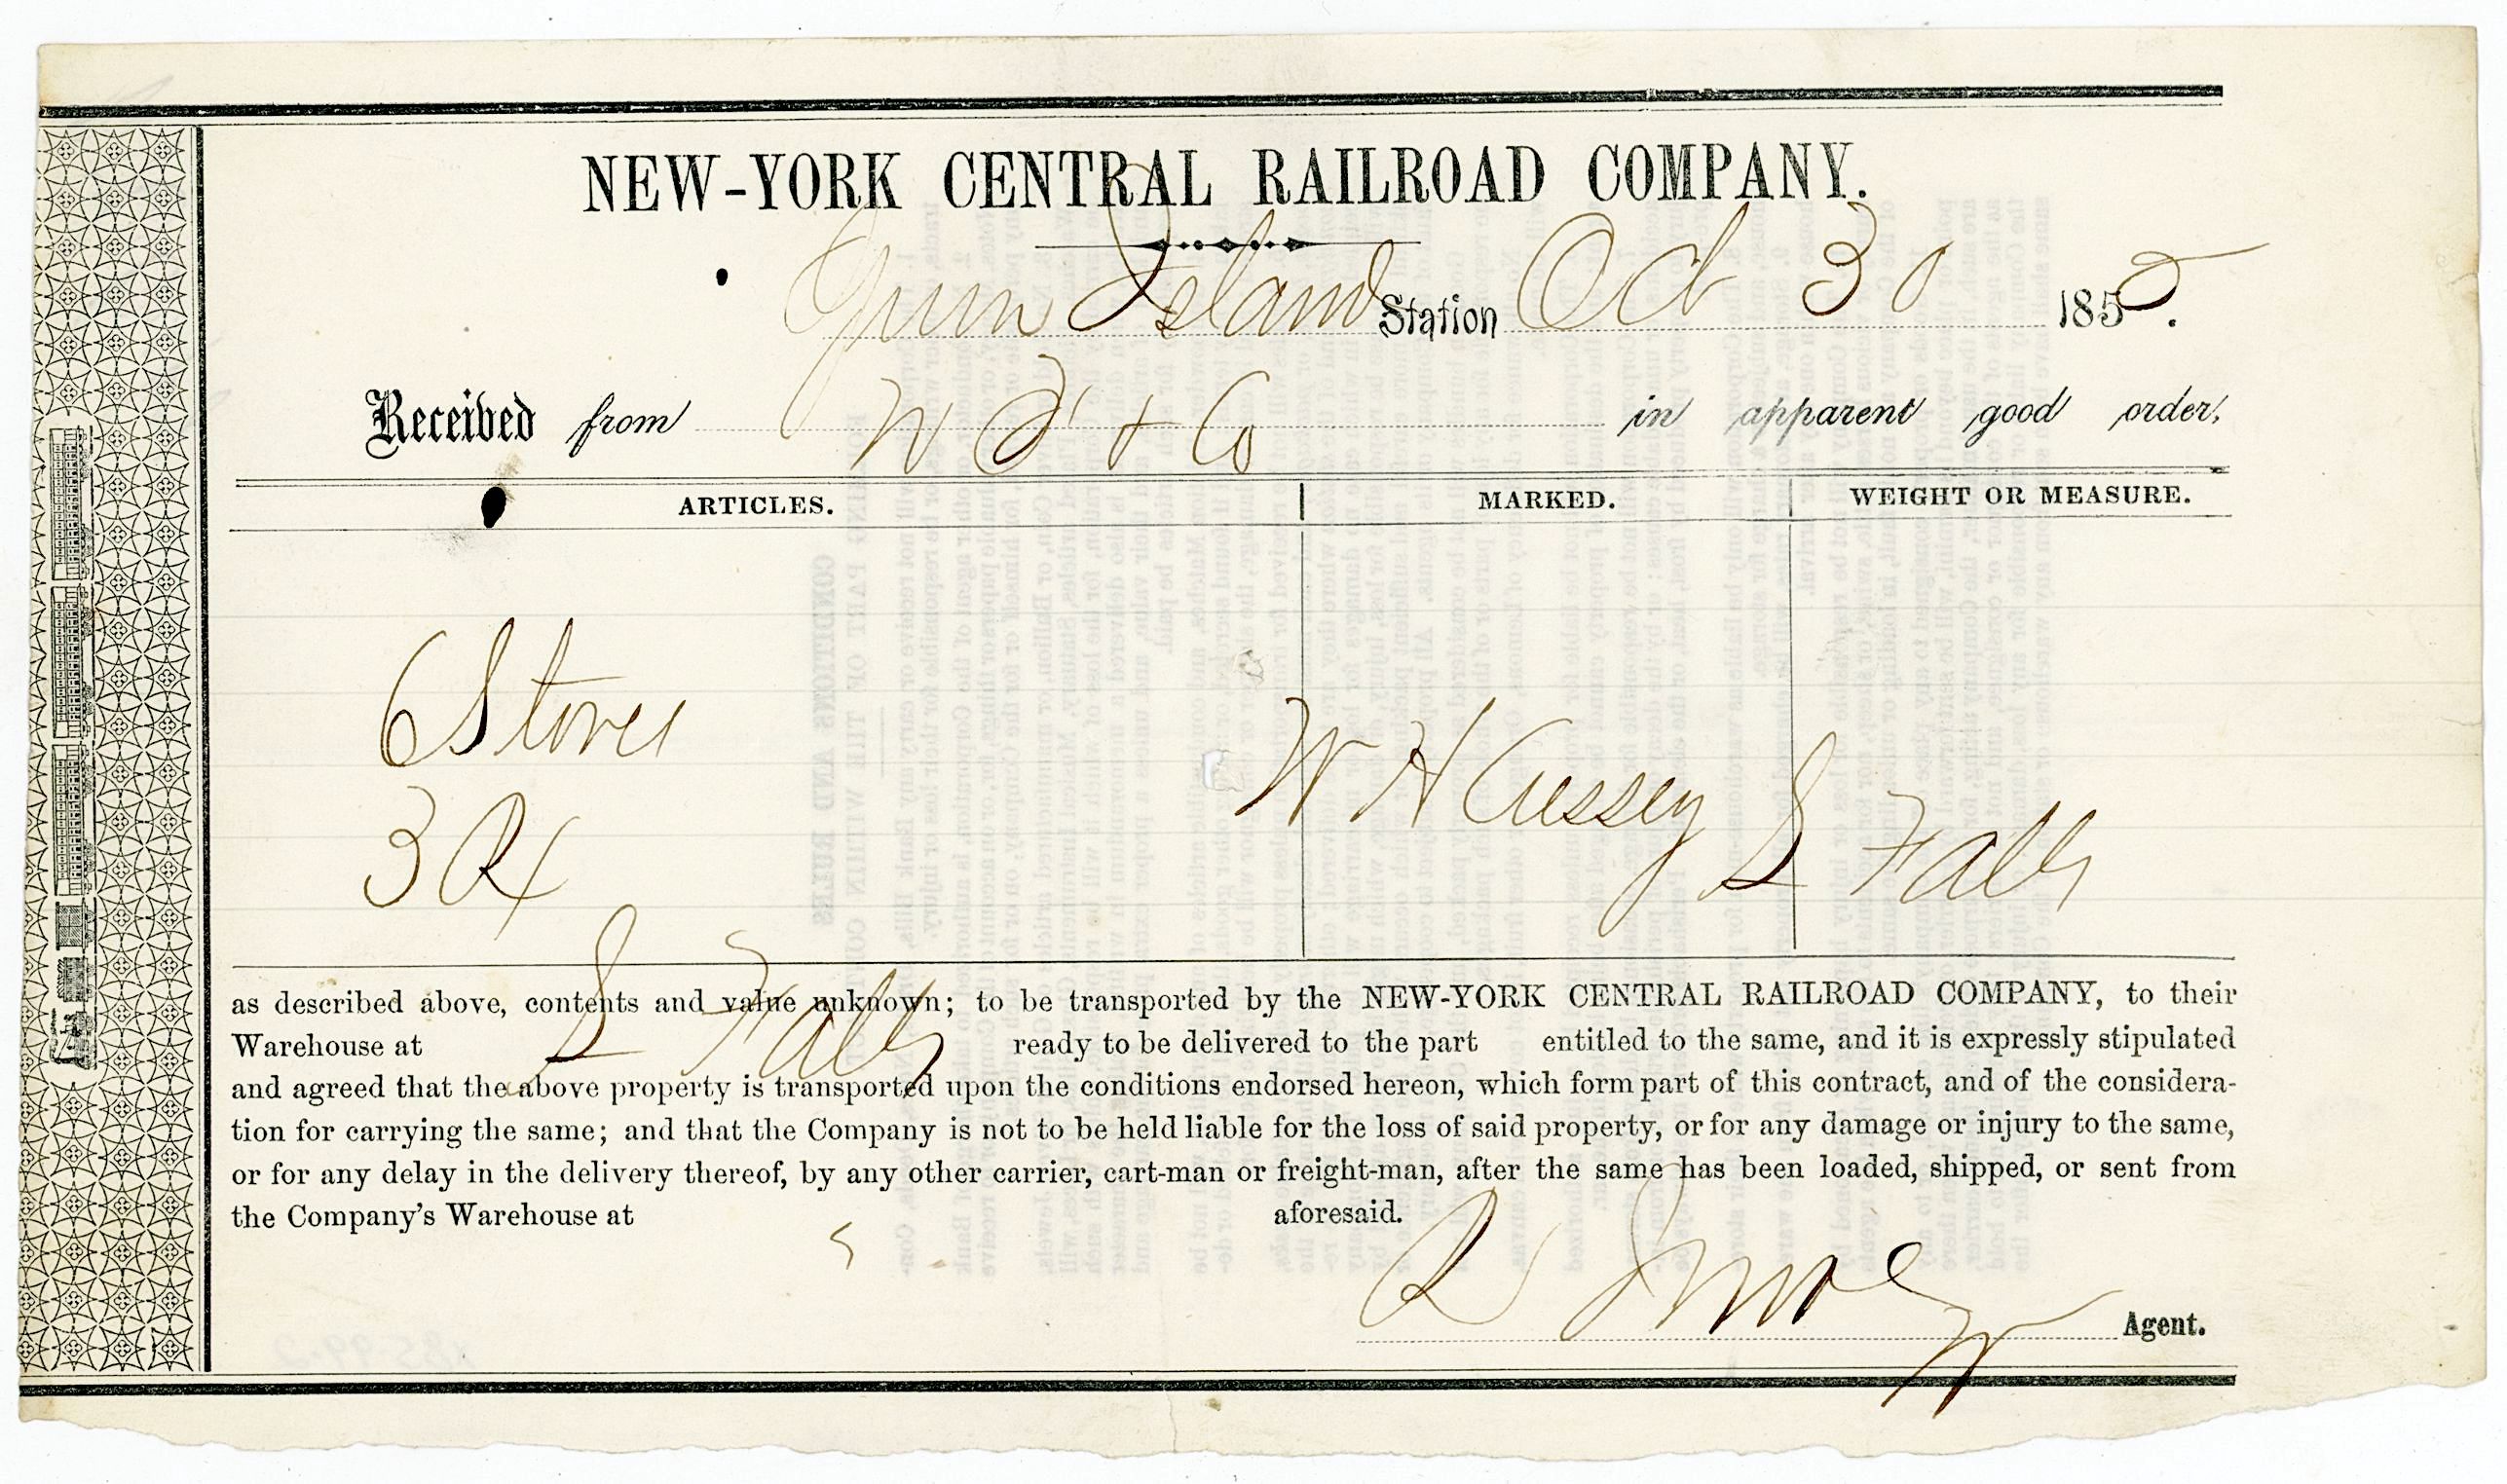 NEW-YORK CENTRAL RAILROAD COMPANY.
Island Station Oct 30 1855.
Received from W & Co in apparent good order,
ARTICLES. MARKED. WEIGHT OR MEASURE.
6 Stoves
3
W H Cussey S Falls
as described above, contents and value unknown; to be transported by the NEW-YORK CENTRAL RAILROAD COMPANY, to their
Warehouse at S Falls ready to be delivered to the part entitled to the same, and it is expressly stipulated
and agreed that the above property is transported upon the conditions endorsed hereon, which form part of this contract, and of the considera-
tion for carrying the same; and that the Company is not to be held liable for the loss of said property, or for any damage or injury to the same,
or for any delay in the delivery thereof, by any other carrier, cart-man or freight-man, after the same has been loaded, shipped, or sent from
the Company's Warehouse at aforesaid.
Agent.